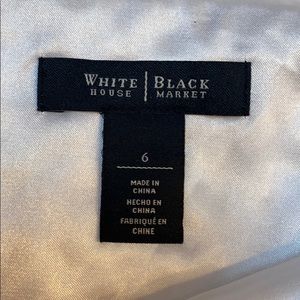 WHITE | BLACK
HOUSE | MARKET
6
MADE IN
CHINA
HECHO EN
CHINA
FABRIQUÉ EN
CHINE